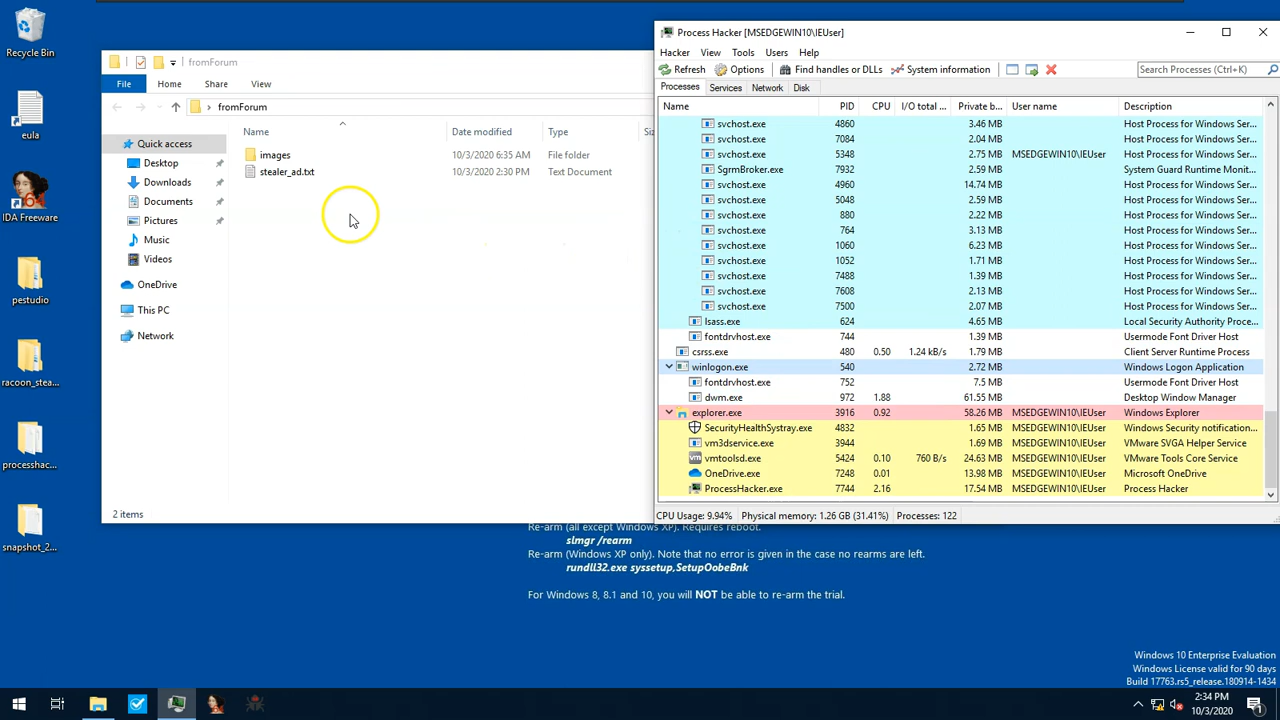 Recycle Bin
eula
IDA Freeware
pestudio
racoon_stea...
processhac...
snapshot_2...
fromForum
File
Home
Share
View
fromForum
Name
Date modified
Type
Siz
Quick access
Desktop
Downloads
Documents
Pictures
Music
Videos
OneDrive
This PC
Network
images 10/3/2020 6:35 AM File folder
stealer_ad.txt 10/3/2020 2:30 PM Text Document
2 items
Process Hacker [MSEDGEWIN10\IEUser]
Hacker View Tools Users Help
Refresh Options Find handles or DLLs System information Search Processes (Ctrl+K)
Processes Services Network Disk
Name PID CPU I/O total ... Private b... User name Description
svchost.exe 4860 3.46 MB Host Process for Windows Ser...
svchost.exe 7084 2.04 MB Host Process for Windows Ser...
svchost.exe 5348 2.75 MB MSEDGEWIN10\IEUser Host Process for Windows Ser...
SgrmBroker.exe 7932 2.59 MB System Guard Runtime Monit...
svchost.exe 4960 14.74 MB Host Process for Windows Ser...
svchost.exe 5048 2.59 MB Host Process for Windows Ser...
svchost.exe 880 2.22 MB Host Process for Windows Ser...
svchost.exe 764 3.13 MB Host Process for Windows Ser...
svchost.exe 1060 6.23 MB Host Process for Windows Ser...
svchost.exe 1052 1.71 MB Host Process for Windows Ser...
svchost.exe 7488 1.39 MB Host Process for Windows Ser...
svchost.exe 7608 2.13 MB Host Process for Windows Ser...
svchost.exe 7500 2.07 MB Host Process for Windows Ser...
lsass.exe 624 4.65 MB Local Security Authority Proce...
fontdrvhost.exe 744 1.39 MB Usermode Font Driver Host
csrss.exe 480 0.50 1.24 kB/s 1.79 MB Client Server Runtime Process
winlogon.exe 540 2.72 MB Windows Logon Application
fontdrvhost.exe 752 7.5 MB Usermode Font Driver Host
dwm.exe 972 1.88 61.55 MB Desktop Window Manager
explorer.exe 3916 0.92 58.26 MB MSEDGEWIN10\IEUser Windows Explorer
SecurityHealthSystray.exe 4832 1.65 MB MSEDGEWIN10\IEUser Windows Security notification...
vm3dservice.exe 3944 1.69 MB MSEDGEWIN10\IEUser VMware SVGA Helper Service
vmtoolsd.exe 5424 0.10 760 B/s 24.63 MB MSEDGEWIN10\IEUser VMware Tools Core Service
OneDrive.exe 7248 0.01 13.98 MB MSEDGEWIN10\IEUser Microsoft OneDrive
ProcessHacker.exe 7744 2.16 17.54 MB MSEDGEWIN10\IEUser Process Hacker
CPU Usage: 9.94% Physical memory: 1.26 GB (31.41%) Processes: 122
Re-arm (all except Windows XP). Requires reboot.
slmgr /rearm
Re-arm (Windows XP only). Note that no error is given in the case no rearms are left.
rundll32.exe syssetup,SetupOobeBnk
For Windows 8, 8.1 and 10, you will NOT be able to re-arm the trial.
Windows 10 Enterprise Evaluation
Windows License valid for 90 days
Build 17763.rs5_release.180914-1434
2:34 PM
10/3/2020
1